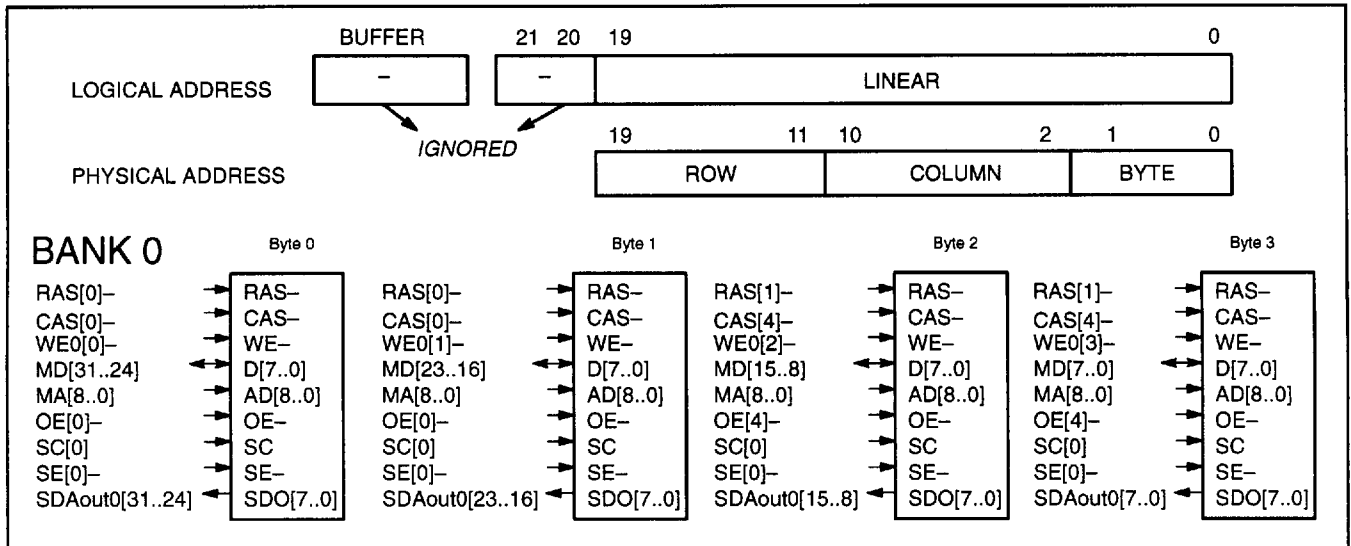 BUFFER 21 20 19 0
LOGICAL ADDRESS – – LINEAR
IGNORED
19 11 10 2 1 0
PHYSICAL ADDRESS ROW COLUMN BYTE
BANK 0 Byte 0 Byte 1 Byte 2 Byte 3
RAS[0]– RAS– RAS[0]– RAS– RAS[1]– RAS– RAS[1]– RAS–
CAS[0]– CAS– CAS[0]– CAS– CAS[4]– CAS– CAS[4]– CAS–
WE0[0]– WE– WE0[1]– WE– WE0[2]– WE– WE0[3]– WE–
MD[31..24] D[7..0] MD[23..16] D[7..0] MD[15..8] D[7..0] MD[7..0] D[7..0]
MA[8..0] AD[8..0] MA[8..0] AD[8..0] MA[8..0] AD[8..0] MA[8..0] AD[8..0]
OE[0]– OE– OE[0]– OE– OE[4]– OE– OE[4]– OE–
SC[0] SC SC[0] SC SC[0] SC SC[0] SC
SE[0]– SE– SE[0]– SE– SE[0]– SE– SE[0]– SE–
SDAout0[31..24] SDO[7..0] SDAout0[23..16] SDO[7..0] SDAout0[15..8] SDO[7..0] SDAout0[7..0] SDO[7..0]